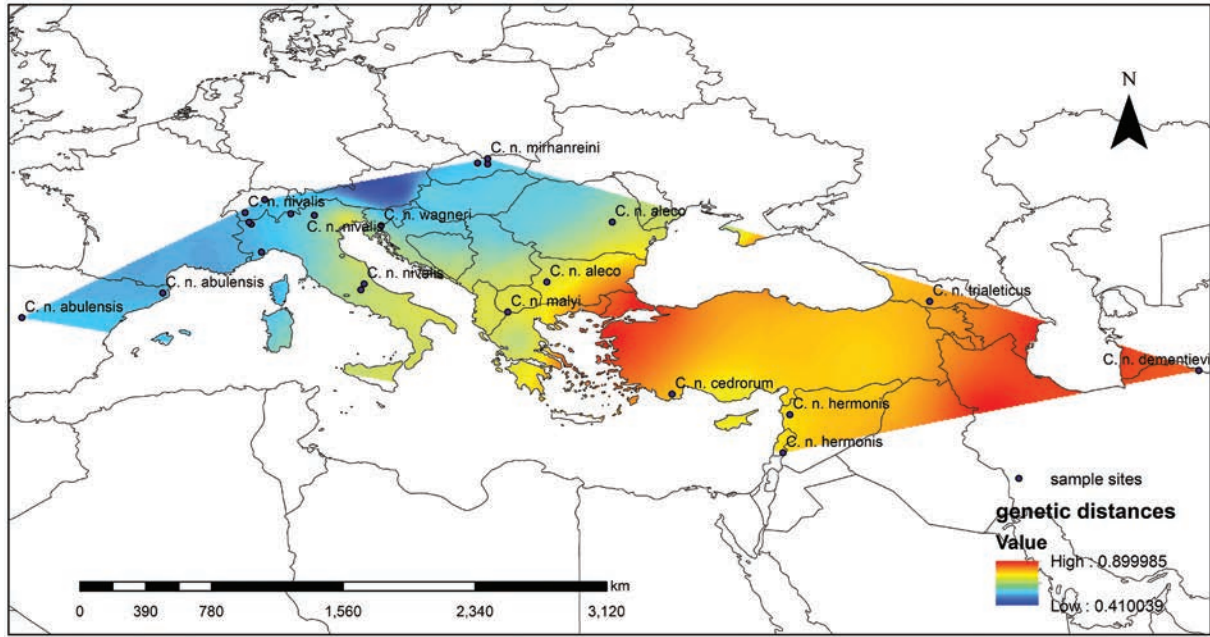 N
C. n. mirhanreini
C. n. nivalis
C. n. wagneri
C. n. aleco
C. n. nivalis
C. n. nivalis
C. n. aleco
C. n. abulensis
C. n. abulensis
C. n. malyi
C. n. trialeticus
C. n. dementievi
C. n. cedrorum
C. n. hermonis
C. n. hermonis
sample sites
genetic distances
Value
High : 0.899985
Low : 0.410039
km
0 390 780 1,560 2,340 3,120